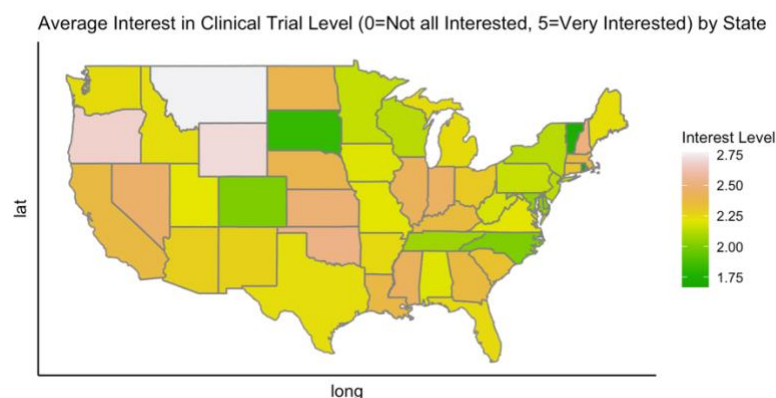 Average Interest in Clinical Trial Level (0=Not all Interested, 5=Very Interested) by State
lat
Interest Level
2.75
2.50
2.25
2.00
1.75
long